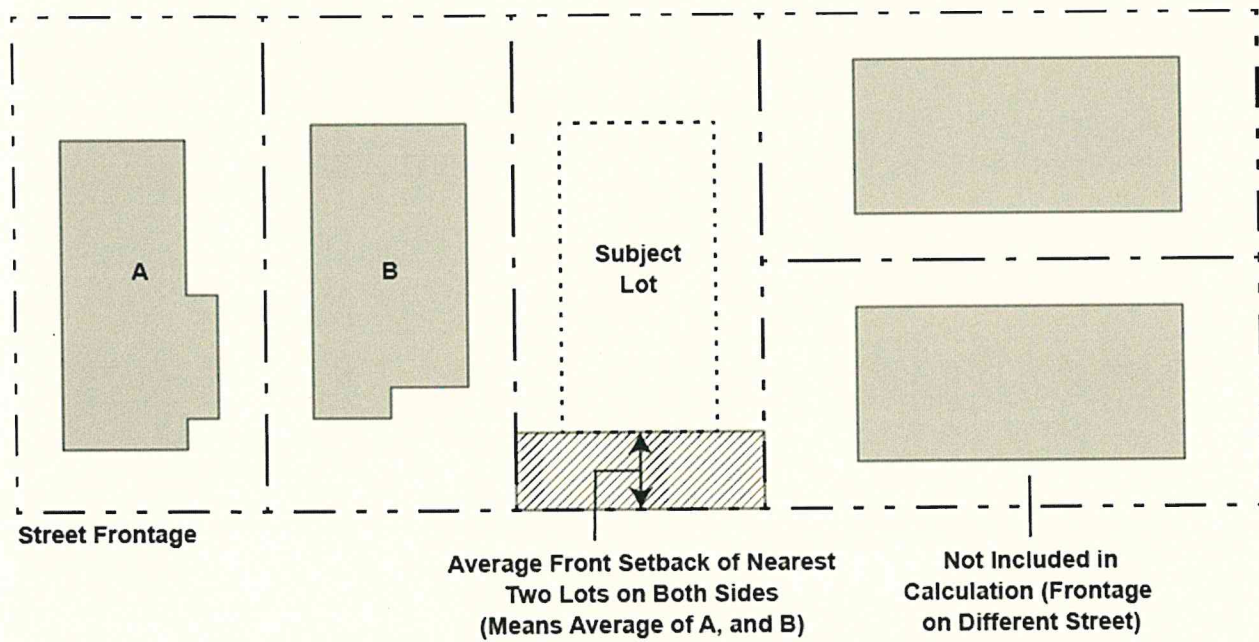 A
B
Subject
Lot
Street Frontage
Average Front Setback of Nearest
Two Lots on Both Sides
(Means Average of A, and B)
Not Included in
Calculation (Frontage
on Different Street)